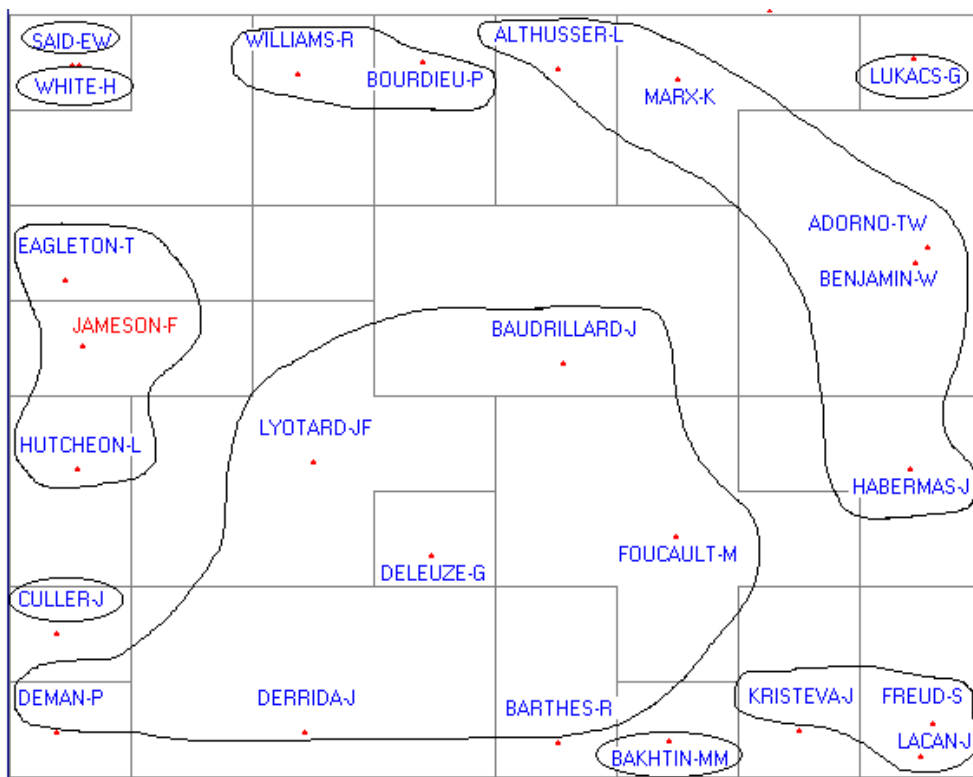 SAID-EW
WHITE-H
WILLIAMS-R
BOURDIEU-P
ALTHUSSER-L
MARX-K
LUKACS-G
ADORNO-TW
BENJAMIN-W
EAGLETON-T
JAMESON-F
BAUDRILLARD-J
HUTCHEON-L
LYOTARD-JF
HABERMAS-J
FOUCAULT-M
DELEUZE-G
CULLER-J
DEMAN-P
DERRIDA-J
BARTHES-R
KRISTEVA-J
FREUD-S
LACAN-J
BAKHTIN-MM